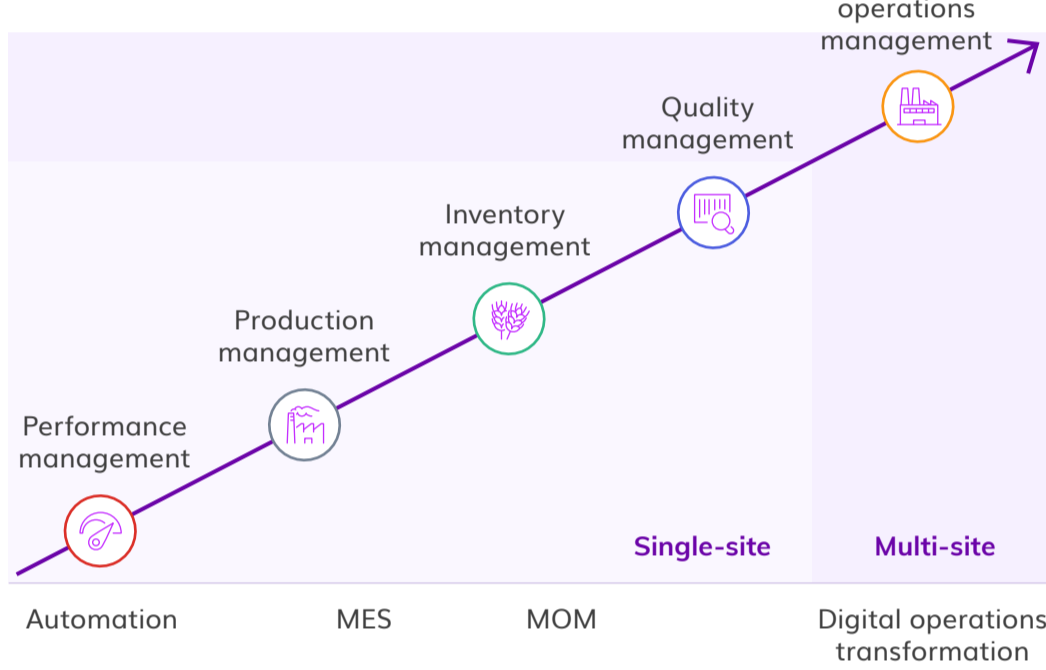 operations
management
Quality
management
Inventory
management
Production
management
Performance
management
Single-site
Multi-site
Automation
MES
MOM
Digital operations
transformation